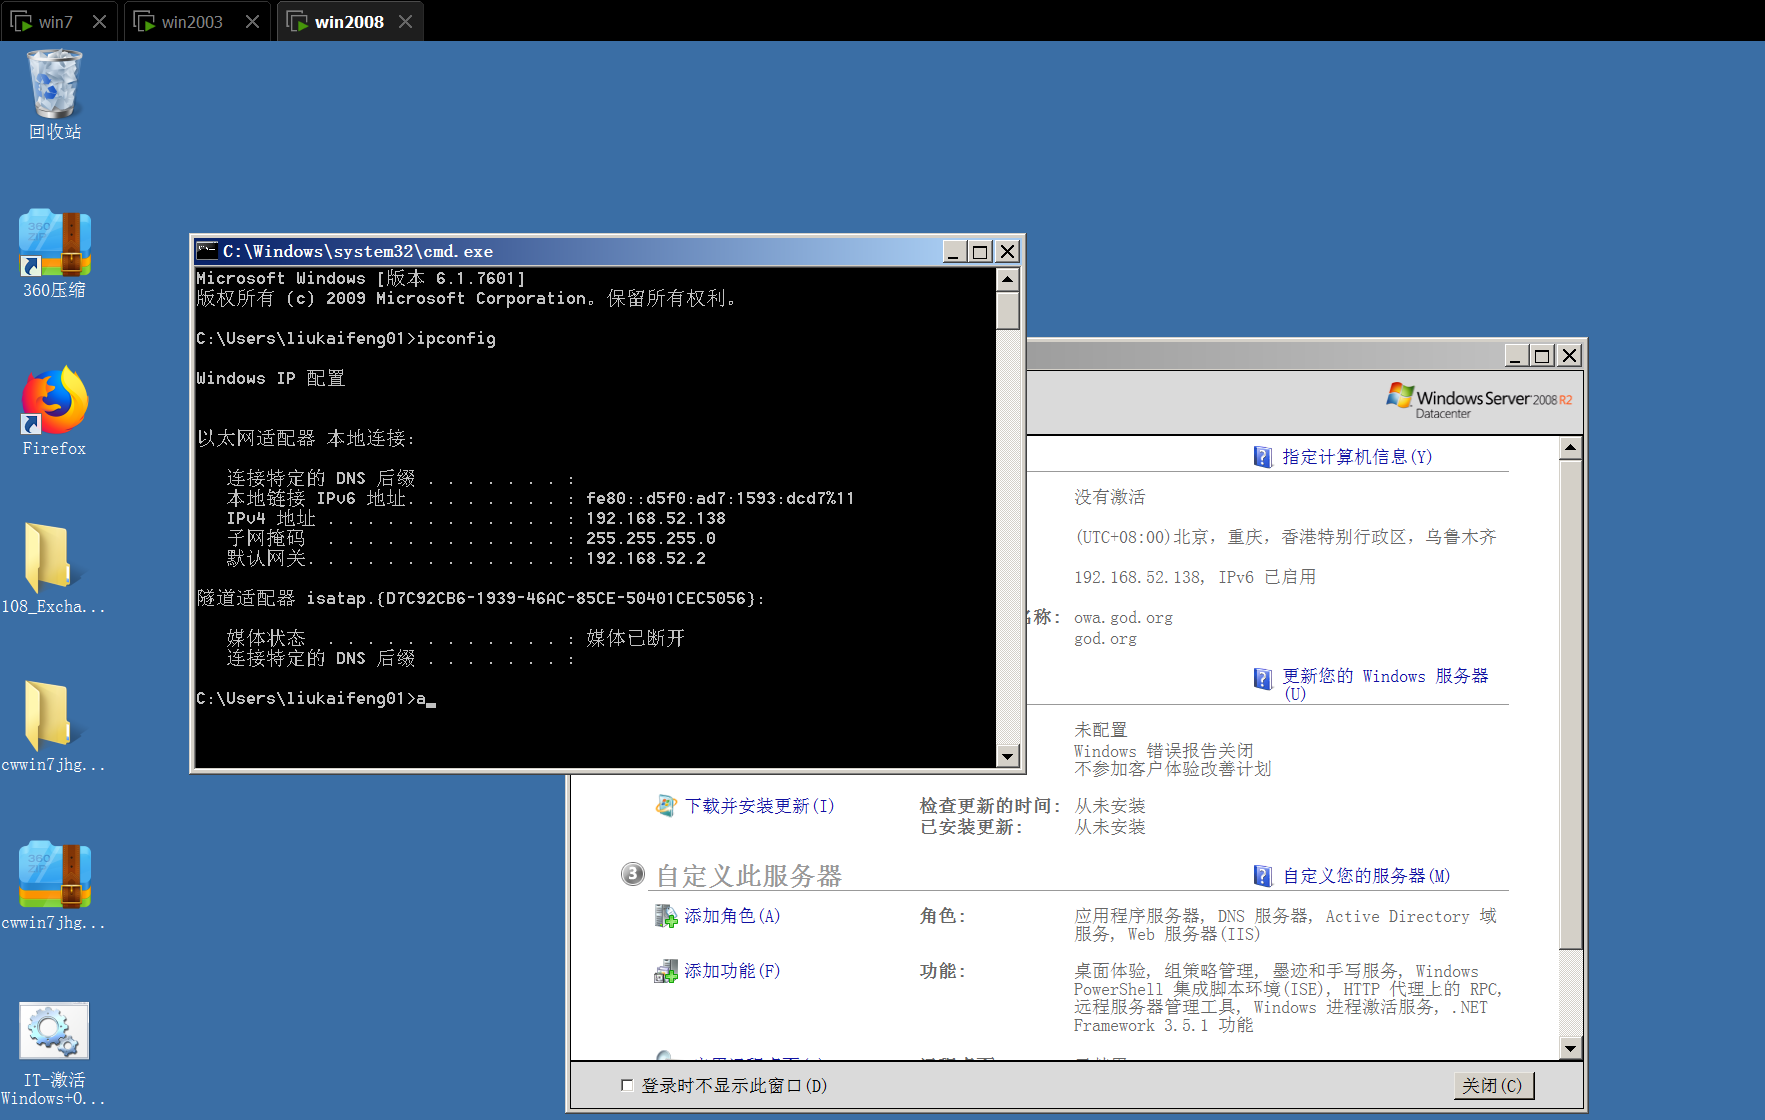 win7
win2003
win2008
回收站
360压缩
Firefox
108_Excha...
cwwin7jhg...
cwwin7jhg...
IT-激活
Windows+O...
C:\Windows\system32\cmd.exe
Microsoft Windows [版本 6.1.7601]
版权所有 (c) 2009 Microsoft Corporation。保留所有权利。
C:\Users\liukaifeng01>ipconfig
Windows IP 配置
以太网适配器 本地连接:
连接特定的 DNS 后缀 . . . . . . . :
本地链接 IPv6 地址. . . . . . . . : fe80::d5f0:ad7:1593:dcd7%11
IPv4 地址 . . . . . . . . . . . . : 192.168.52.138
子网掩码  . . . . . . . . . . . . : 255.255.255.0
默认网关. . . . . . . . . . . . . : 192.168.52.2
隧道适配器 isatap.{D7C92CB6-1939-46AC-85CE-50401CEC5056}:
媒体状态  . . . . . . . . . . . . : 媒体已断开
连接特定的 DNS 后缀 . . . . . . . :
C:\Users\liukaifeng01>a_
Windows Server 2008 R2
Datacenter
指定计算机信息(Y)
没有激活
(UTC+08:00)北京, 重庆, 香港特别行政区, 乌鲁木齐
192.168.52.138, IPv6 已启用
称: owa.god.org
god.org
更新您的 Windows 服务器
(U)
未配置
Windows 错误报告关闭
不参加客户体验改善计划
下载并安装更新(I) 检查更新的时间: 从未安装
已安装更新: 从未安装
3 自定义此服务器 自定义您的服务器(M)
添加角色(A) 角色: 应用程序服务器, DNS 服务器, Active Directory 域
服务, Web 服务器(IIS)
添加功能(F) 功能: 桌面体验, 组策略管理, 墨迹和手写服务, Windows
PowerShell 集成脚本环境(ISE), HTTP 代理上的 RPC,
远程服务器管理工具, Windows 进程激活服务, .NET
Framework 3.5.1 功能
登录时不显示此窗口(D)
关闭(C)